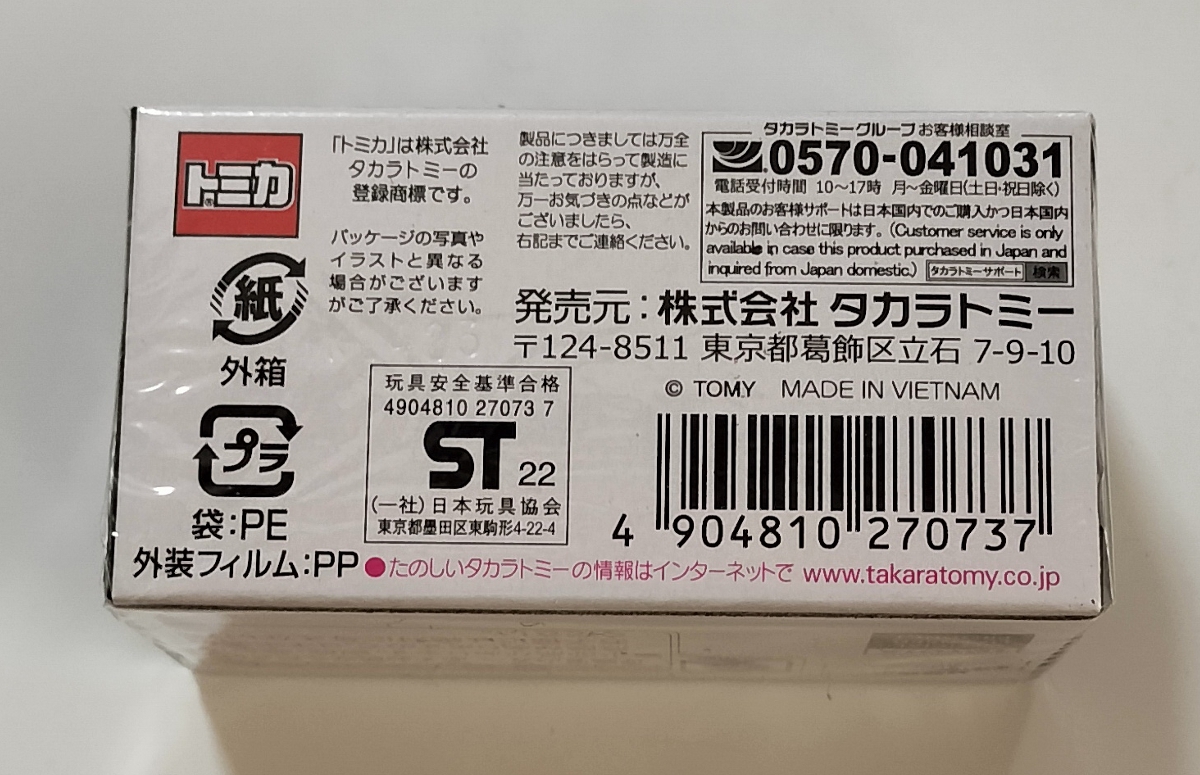 トミカ®
「トミカ」は株式会社
タカラトミーの
登録商標です。
パッケージの写真や
イラストと異なる
場合がございます
がご了承ください。
紙
外箱
プラ
袋:PE
外装フィルム:PP
製品につきましては万全
の注意をはらって製造に
当たっておりますが、
万一お気づきの点などが
ございましたら、
右記までご連絡ください。
タカラトミーグループお客様相談室
0570-041031
電話受付時間 10〜17時 月〜金曜日(土日・祝日除く)
本製品のお客様サポートは日本国内でのご購入かつ日本国内
からのお問い合わせに限ります。(Customer service is only
available in case this product purchased in Japan and
inquired from Japan domestic.) タカラトミーサポート 検索
発売元:株式会社 タカラトミー
〒124-8511 東京都葛飾区立石 7-9-10
© TOMY MADE IN VIETNAM
玩具安全基準合格
4904810 27073 7
ST 22
(一社)日本玩具協会
東京都墨田区東駒形4-22-4
4 904810 270737
●たのしいタカラトミーの情報はインターネットで www.takaratomy.co.jp